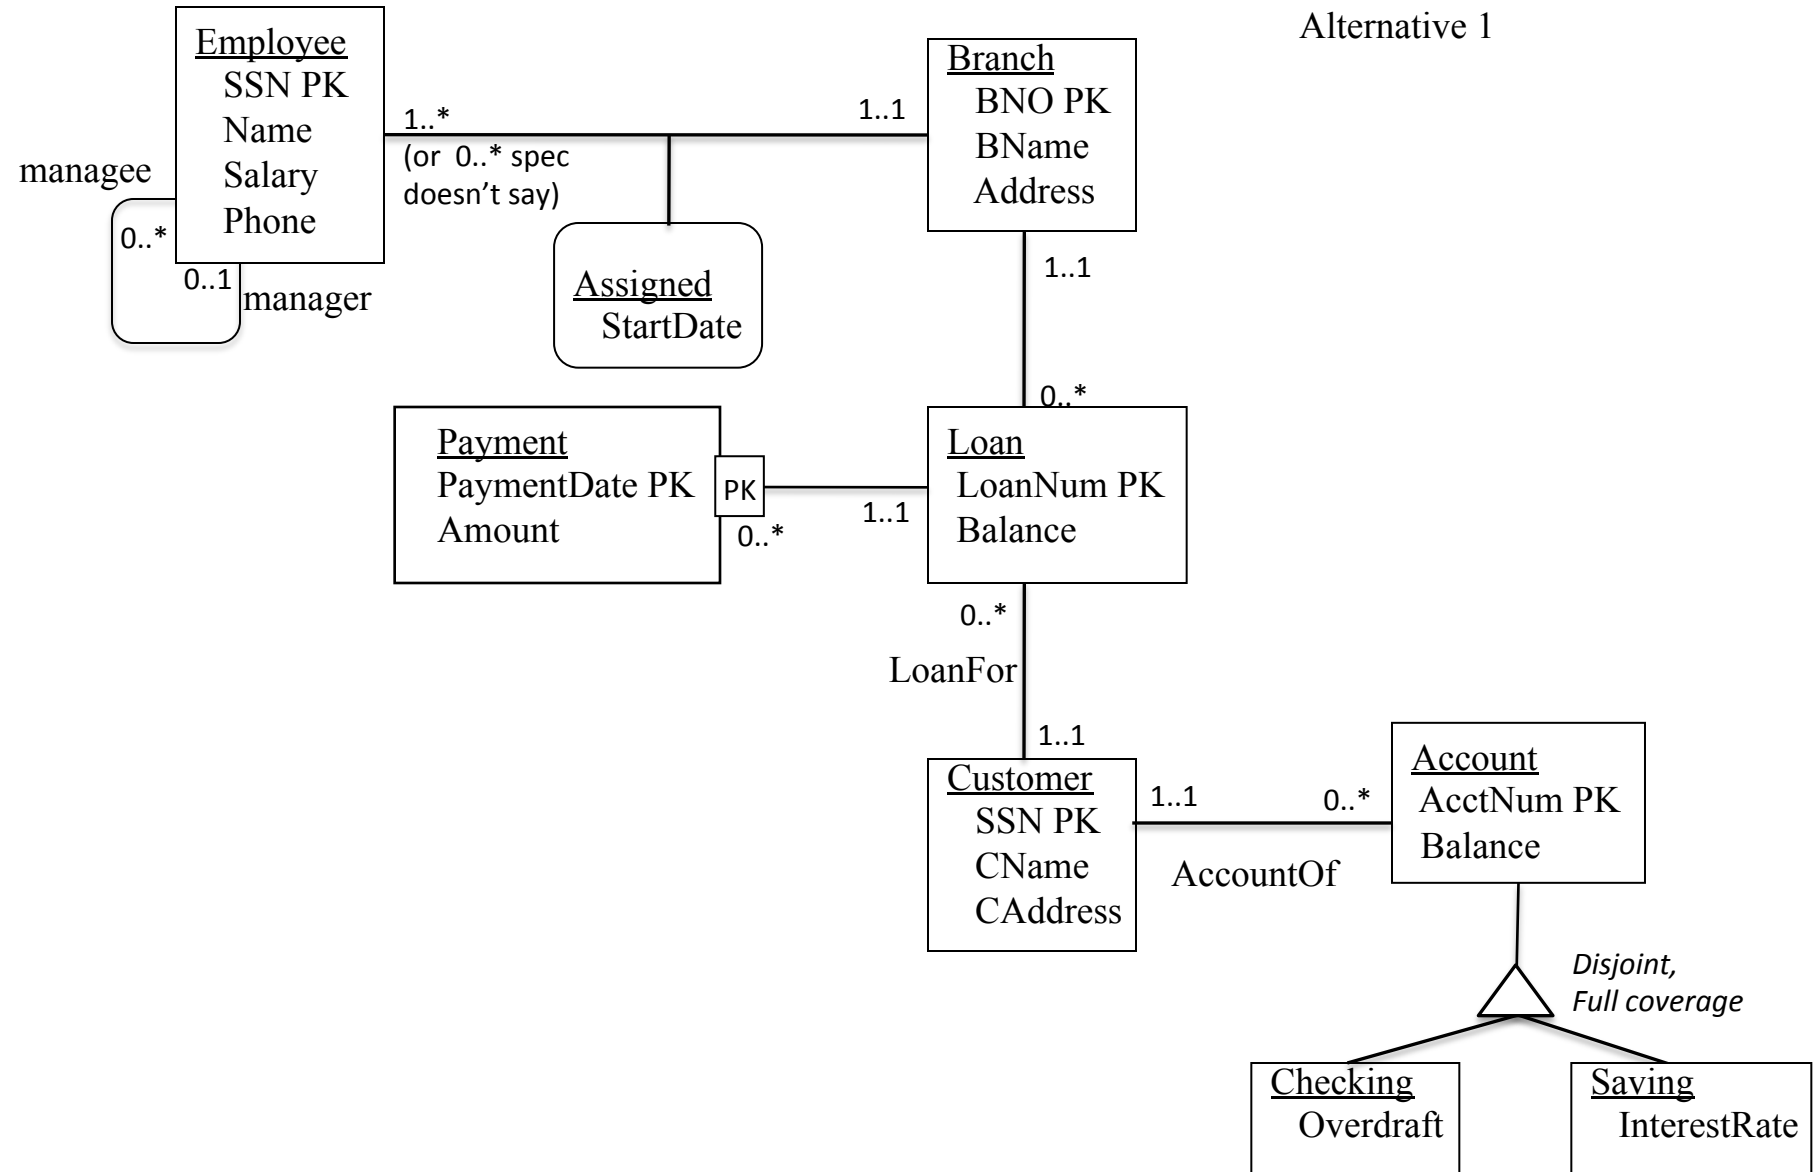 Alternative 1
Employee
SSN PK
Name
Salary
Phone
managee
0..*
0..1
manager
1..*
(or 0..* spec
doesn't say)
1..1
Assigned
StartDate
Branch
BNO PK
BName
Address
1..1
0..*
Payment
PaymentDate PK
Amount
PK
0..*
1..1
Loan
LoanNum PK
Balance
0..*
LoanFor
1..1
Customer
SSN PK
CName
CAddress
1..1
0..*
AccountOf
Account
AcctNum PK
Balance
Disjoint,
Full coverage
Checking
Overdraft
Saving
InterestRate